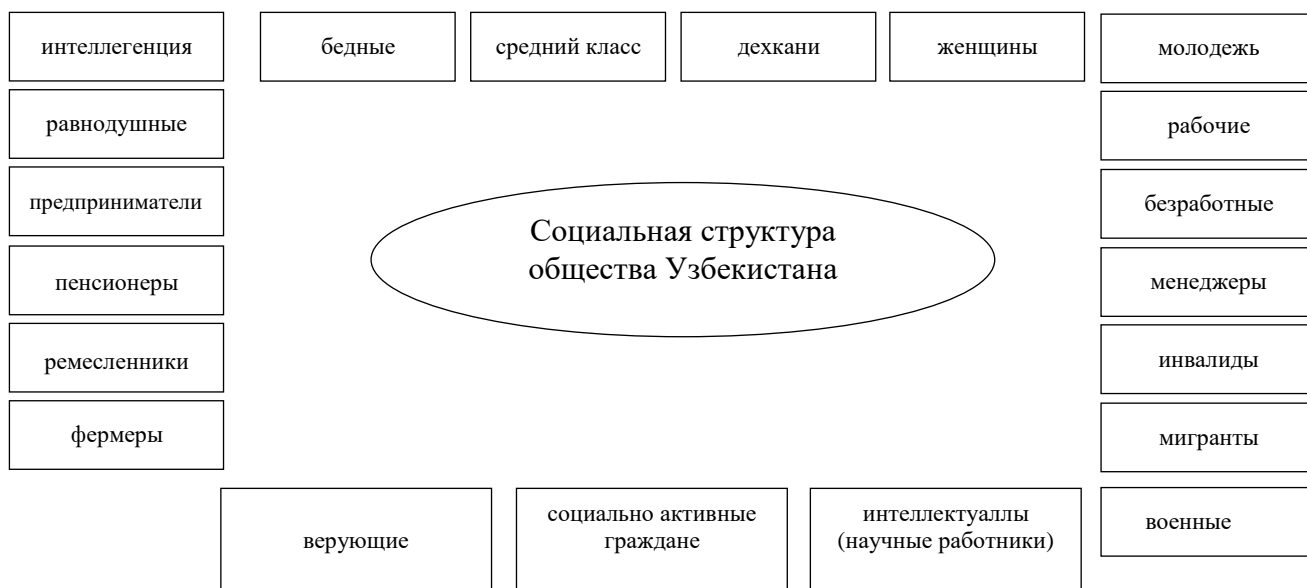 интеллегенция
бедные
средний класс
дехкани
женщины
молодежь
равнодушные
рабочие
предприниматели
безработные
Социальная структура
общества Узбекистана
пенсионеры
менеджеры
ремесленники
инвалиды
фермеры
мигранты
верующие
социально активные
граждане
интеллектуаллы
(научные работники)
военные